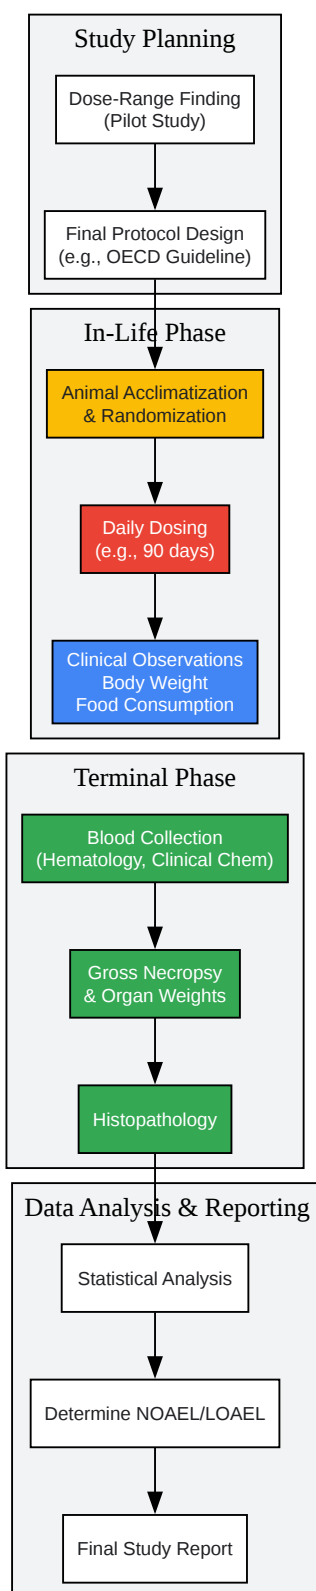 Study Planning
Dose-Range Finding
(Pilot Study)
Final Protocol Design
(e.g., OECD Guideline)
In-Life Phase
Animal Acclimatization
& Randomization
Daily Dosing
(e.g., 90 days)
Clinical Observations
Body Weight
Food Consumption
Terminal Phase
Blood Collection
(Hematology, Clinical Chem)
Gross Necropsy
& Organ Weights
Histopathology
Data Analysis & Reporting
Statistical Analysis
Determine NOAEL/LOAEL
Final Study Report